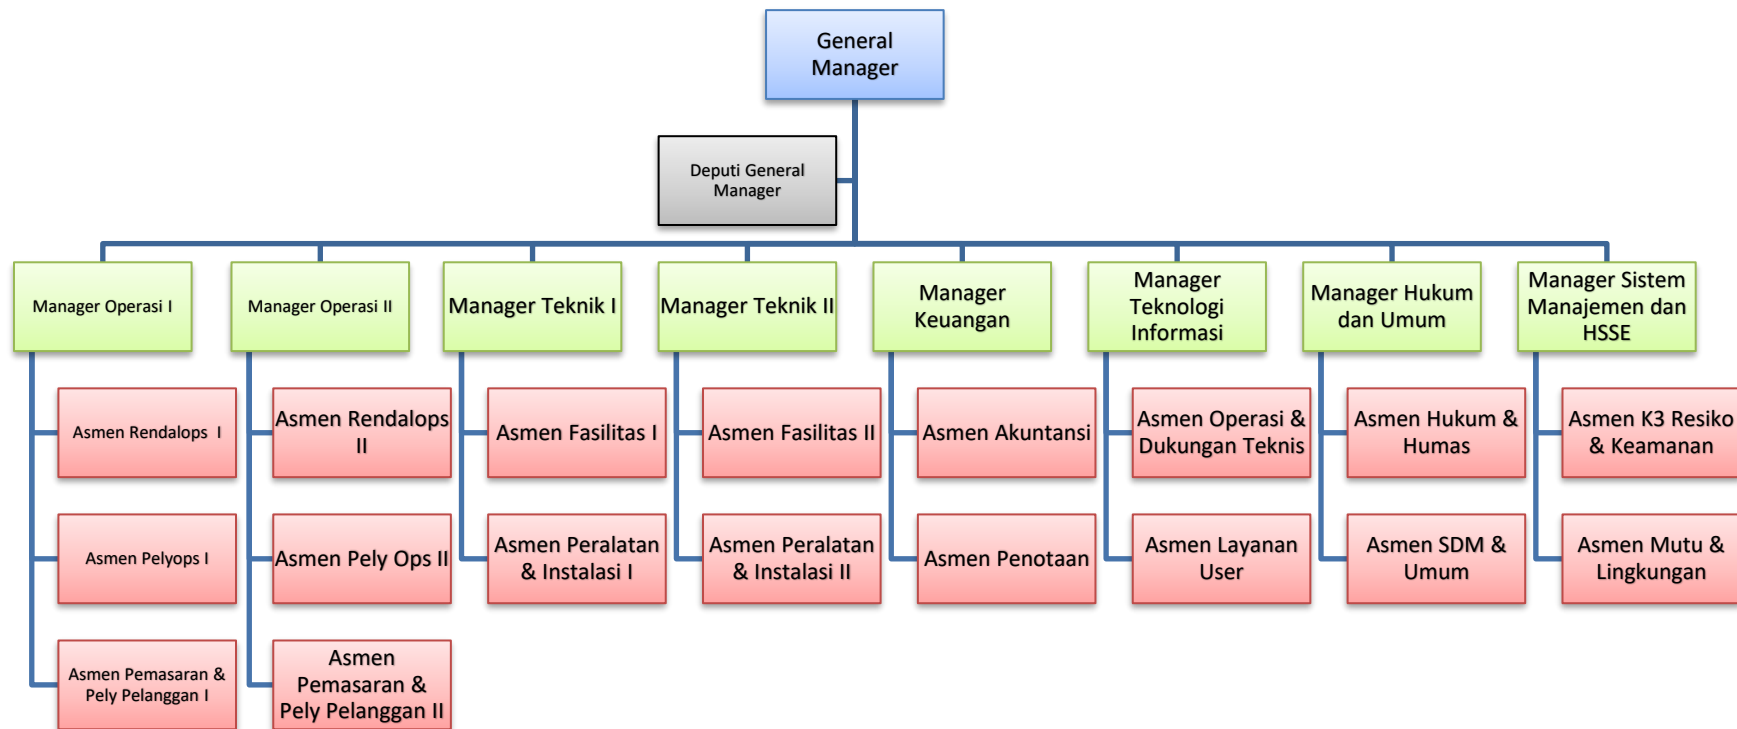 General
Manager
Deputi General
Manager
Manager Operasi I
Manager Operasi II
Manager Teknik I
Manager Teknik II
Manager
Keuangan
Manager
Teknologi
Informasi
Manager Hukum
dan Umum
Manager Sistem
Manajemen dan
HSSE
Asmen Rendalops I
Asmen Rendalops
II
Asmen Fasilitas I
Asmen Fasilitas II
Asmen Akuntansi
Asmen Operasi &
Dukungan Teknis
Asmen Hukum &
Humas
Asmen K3 Resiko
& Keamanan
Asmen Pelyops I
Asmen Pely Ops II
Asmen Peralatan
& Instalasi I
Asmen Peralatan
& Instalasi II
Asmen Penotaan
Asmen Layanan
User
Asmen SDM &
Umum
Asmen Mutu &
Lingkungan
Asmen Pemasaran &
Pely Pelanggan I
Asmen
Pemasaran &
Pely Pelanggan II